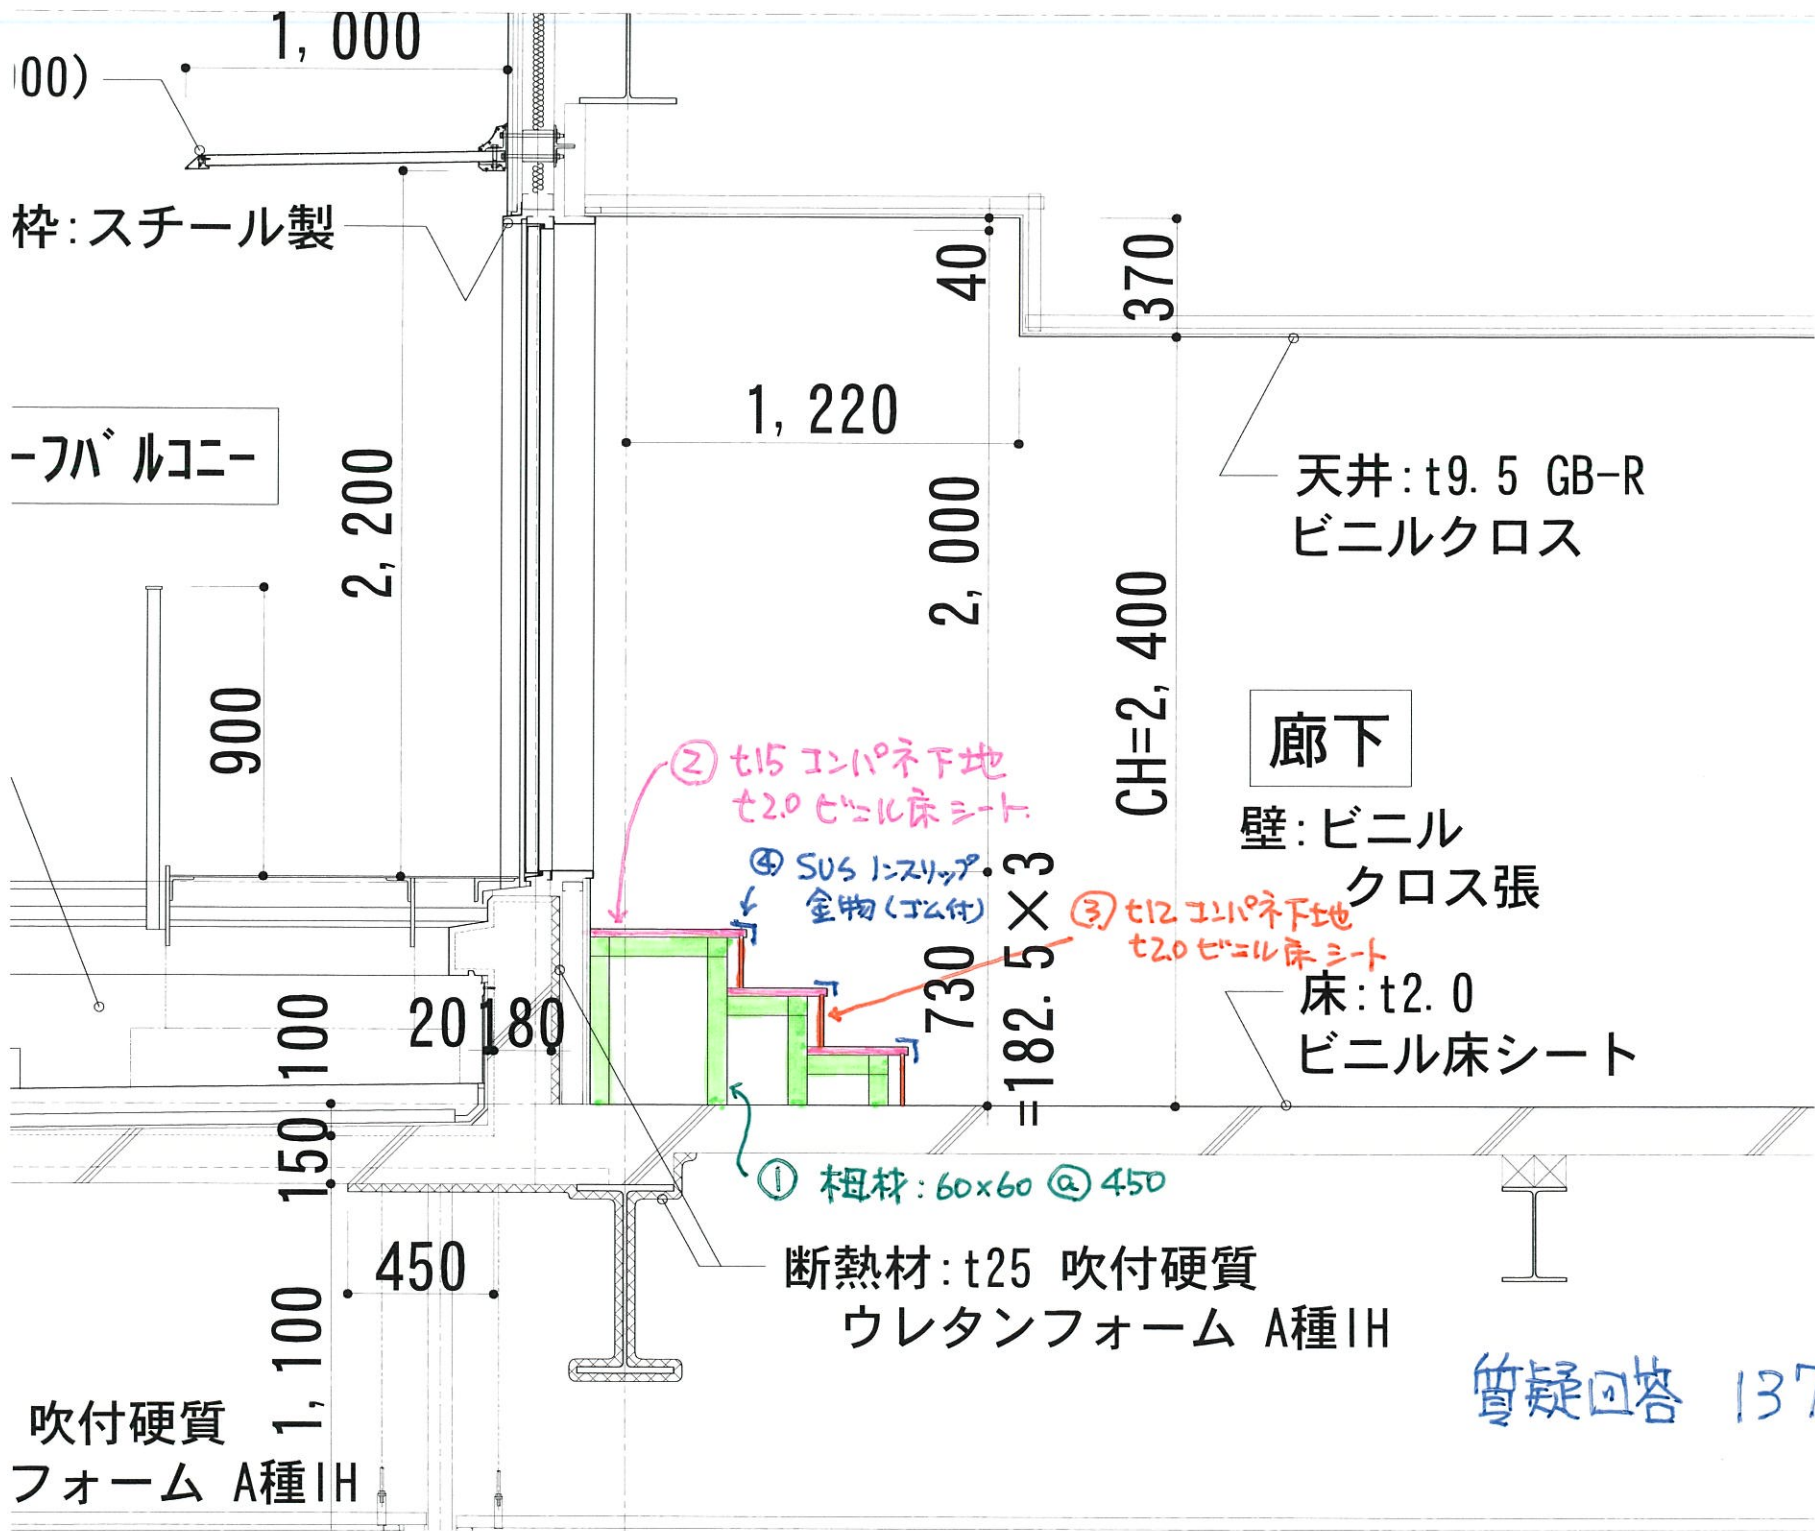 1,000
00)
枠:スチール製
40
370
1,220
ーフバルコニー
2,200
2,000
天井:t9.5 GB-R
ビニルクロス
900
CH=2,400
廊下
② t15 コンパネ下地
t2.0 ビニル床シート
壁:ビニル
クロス張
④ SUS ノンスリップ
金物(ゴム付)
③ t12 コンパネ下地
t2.0 ビニル床シート
730
=182.5×3
床:t2.0
ビニル床シート
20
180
100
150
① 木下地材:60×60 @ 450
450
断熱材:t25 吹付硬質
ウレタンフォーム A種1H
1,100
質疑回答 137
吹付硬質
フォーム A種1H